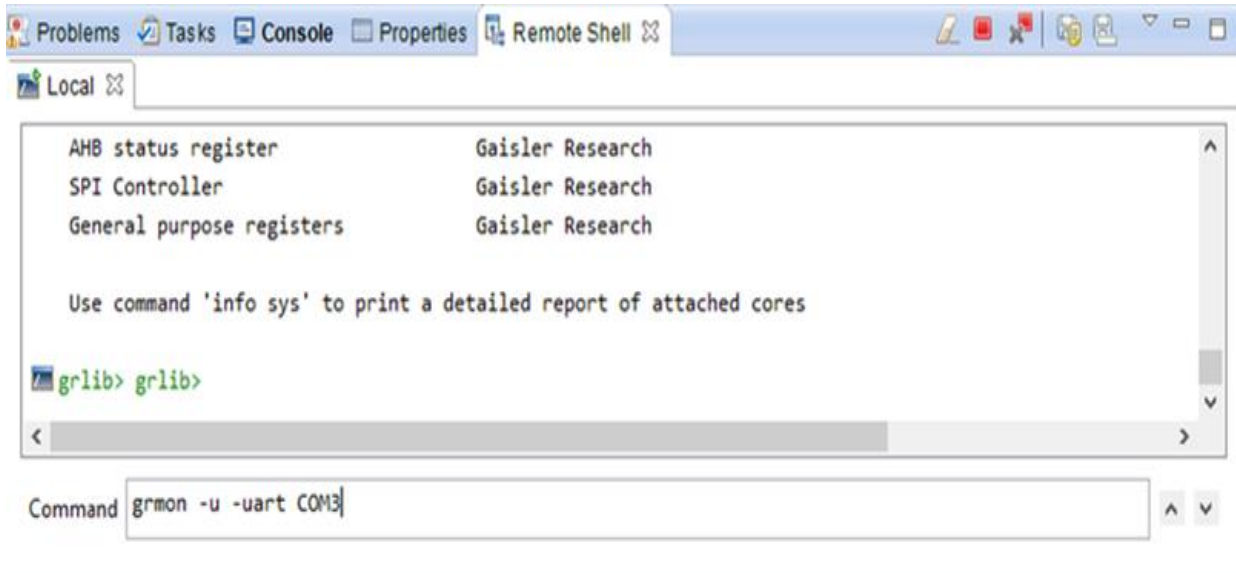 Problems Tasks Console Properties Remote Shell
Local
AHB status register Gaisler Research
SPI Controller Gaisler Research
General purpose registers Gaisler Research
Use command 'info sys' to print a detailed report of attached cores
grlib> grlib>
Command grmon -u -uart COM3